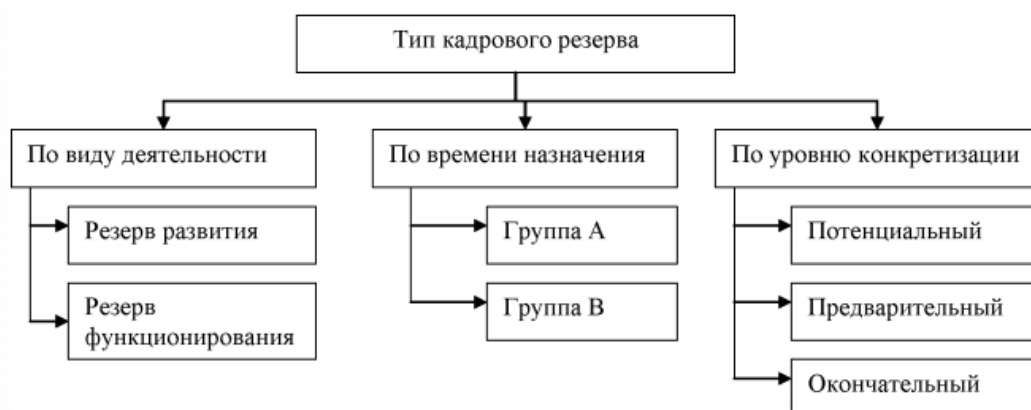 Тип кадрового резерва
По виду деятельности
Резерв развития
Резерв
функционирования
По времени назначения
Группа А
Группа В
По уровню конкретизации
Потенциальный
Предварительный
Окончательный